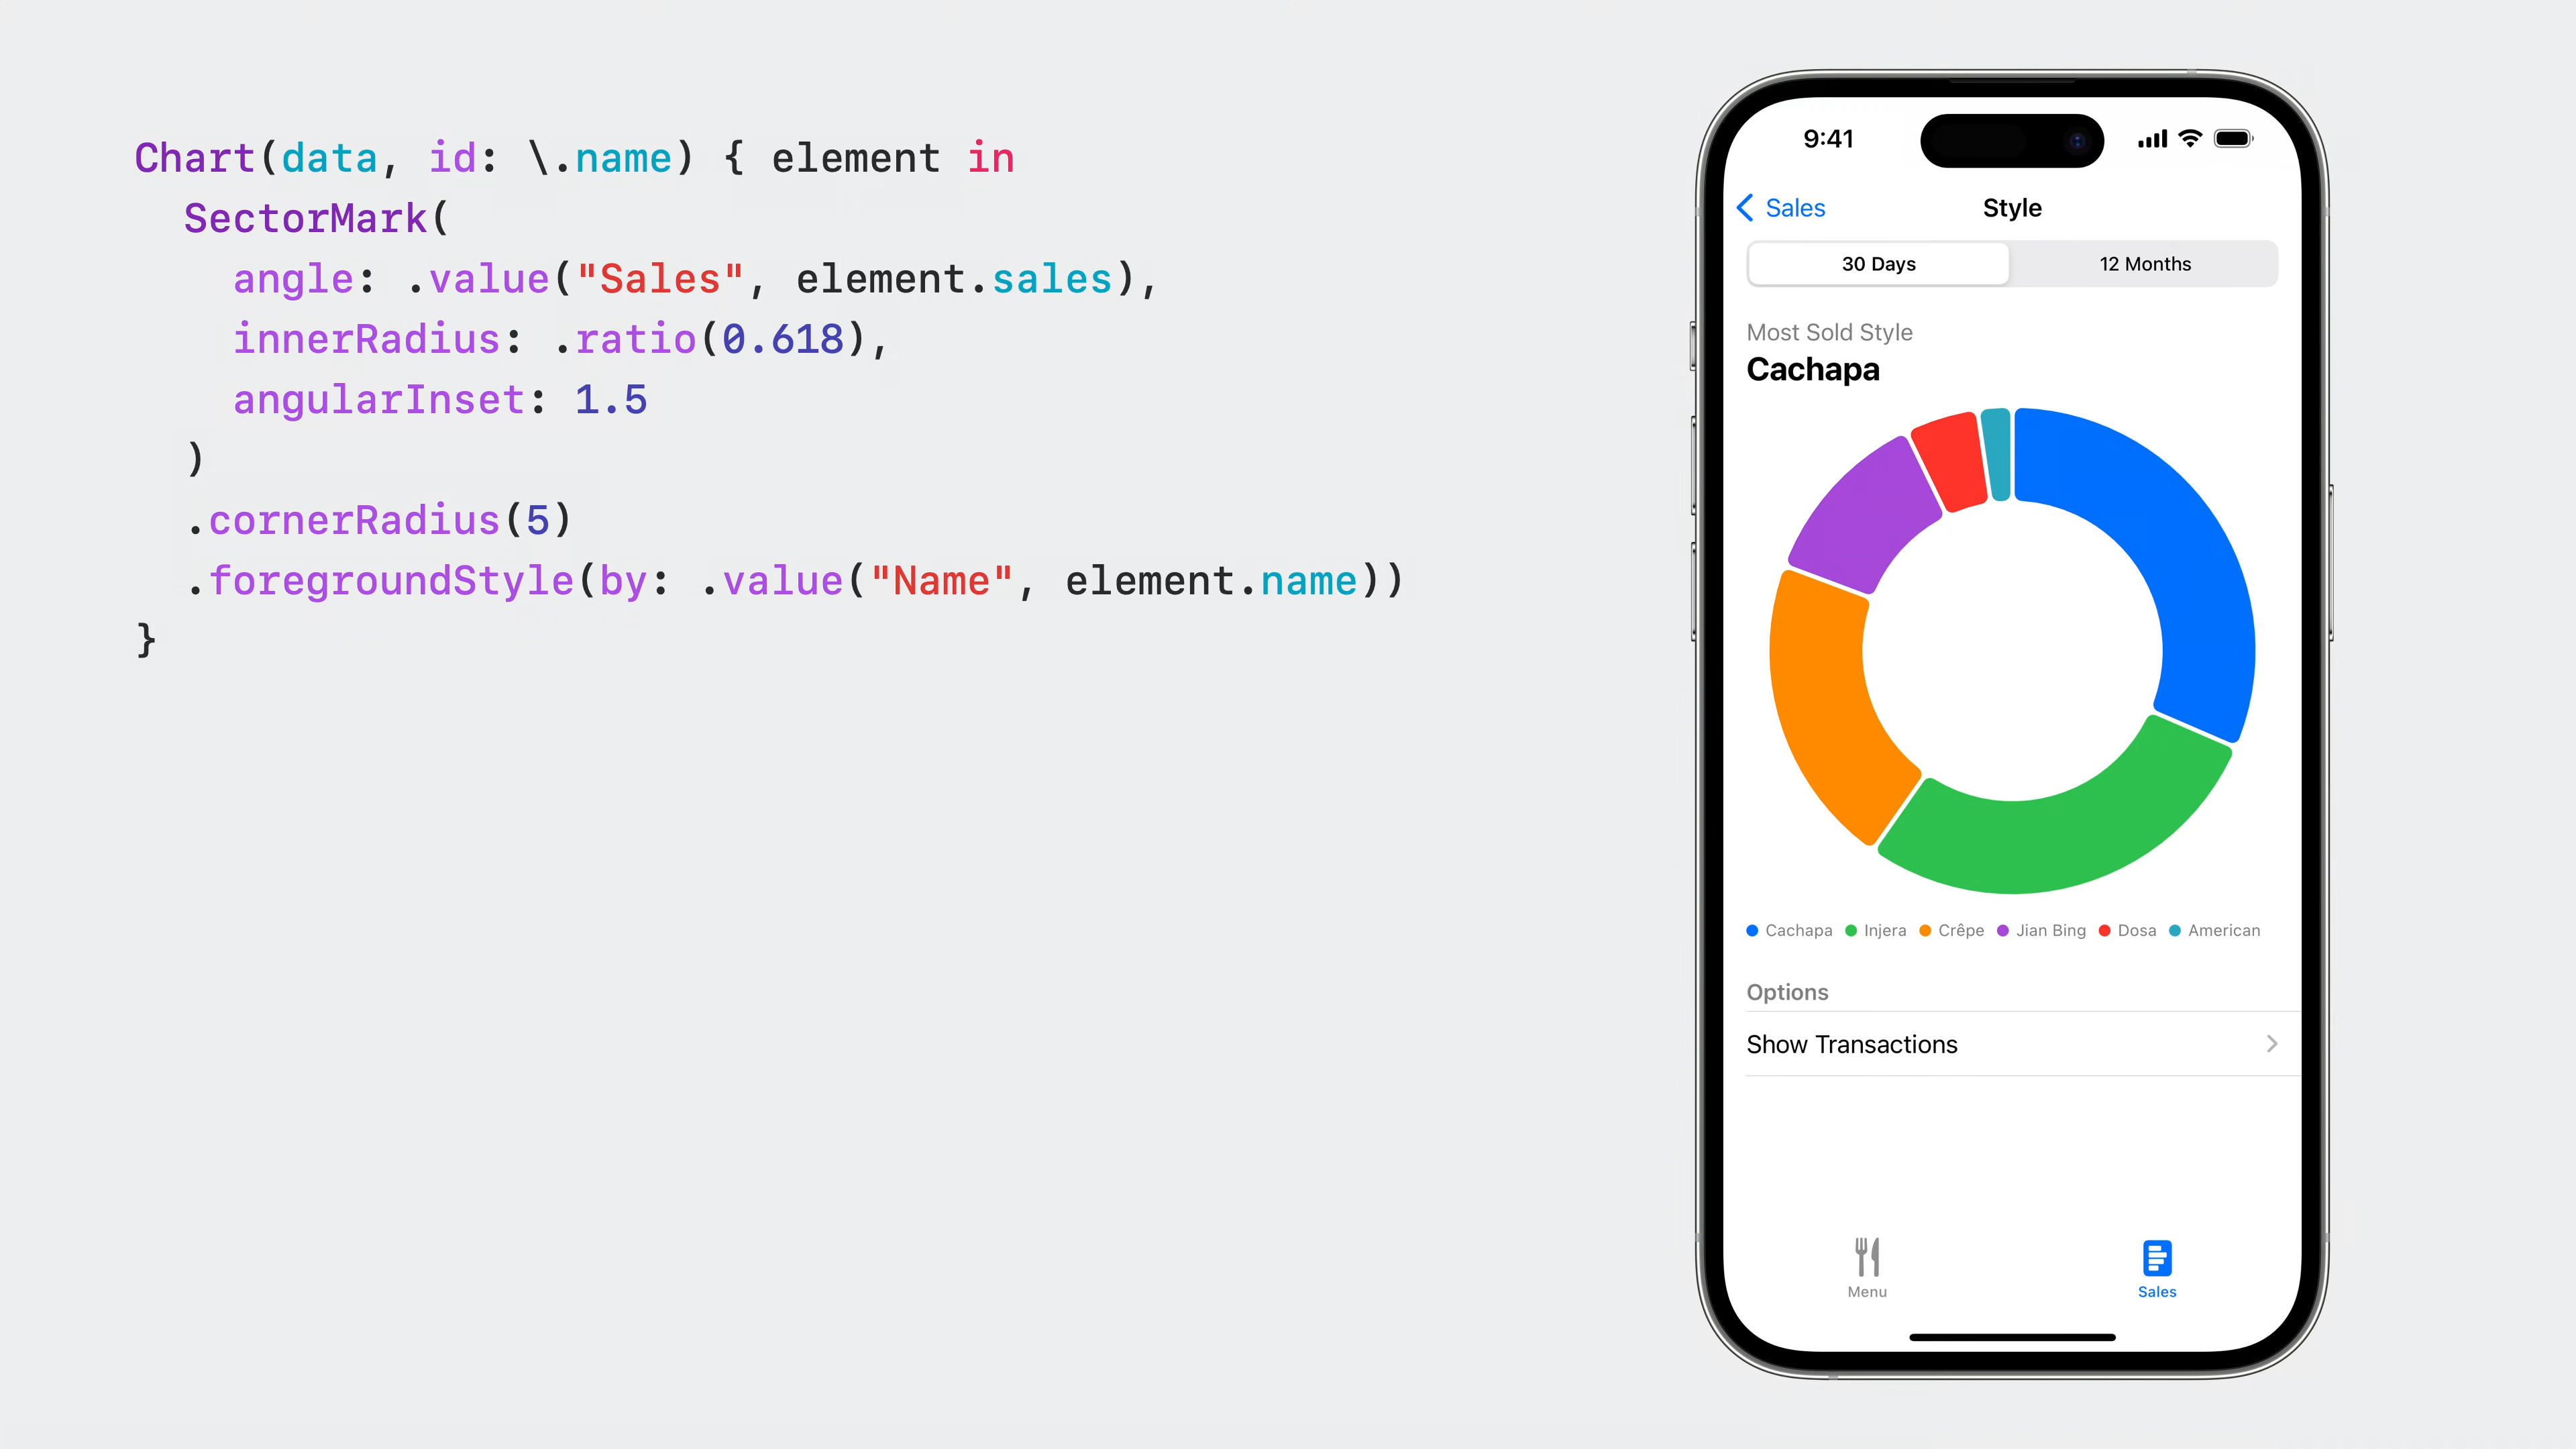 Chart(data, id: \.name) { element in
  SectorMark(
    angle: .value("Sales", element.sales),
    innerRadius: .ratio(0.618),
    angularInset: 1.5
  )
  .cornerRadius(5)
  .foregroundStyle(by: .value("Name", element.name))
}
9:41
Sales Style
30 Days 12 Months
Most Sold Style
Cachapa
Cachapa Injera Crêpe Jian Bing Dosa American
Options
Show Transactions
Menu Sales